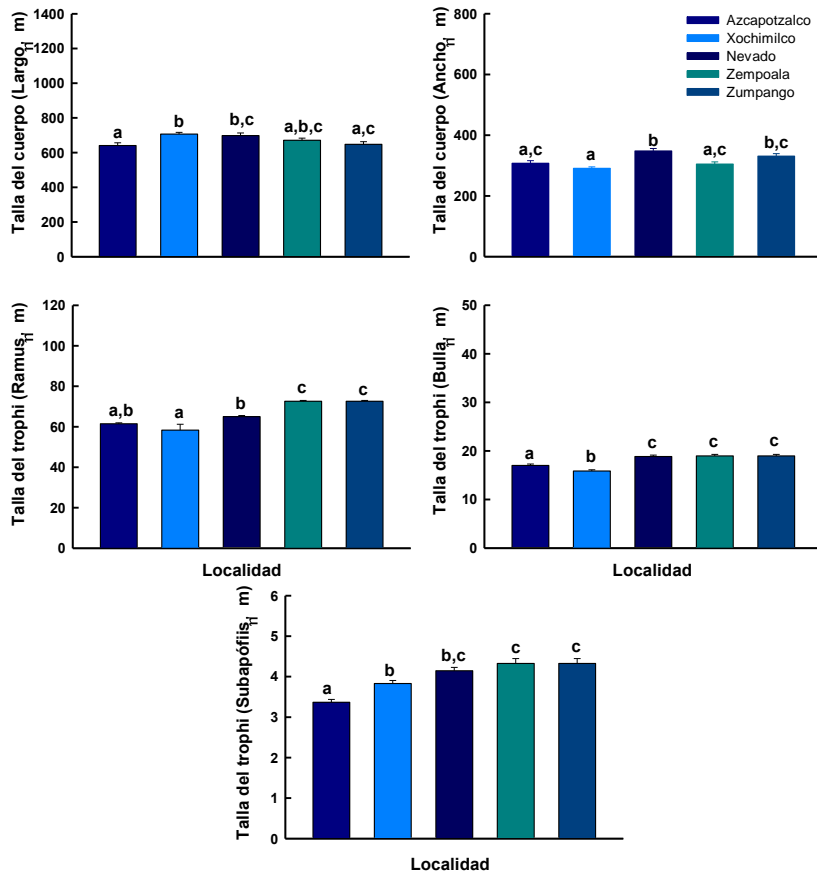 Talla del cuerpo (Largo, m)
1400
1200
1000
800
600
400
200
0
a
b
b,c
a,b,c
a,c
Talla del cuerpo (Ancho, m)
800
600
400
200
0
a,c
a
b
a,c
b,c
Azcapotzalco
Xochimilco
Nevado
Zempoala
Zumpango
Talla del trophi (Ramus, m)
120
100
80
60
40
20
0
a,b
a
b
c
c
Localidad
Talla del trophi (Bulla, m)
50
40
30
20
10
0
a
b
c
c
c
Localidad
Talla del trophi (Subapófiis, m)
6
5
4
3
2
1
0
a
b
b,c
c
c
Localidad